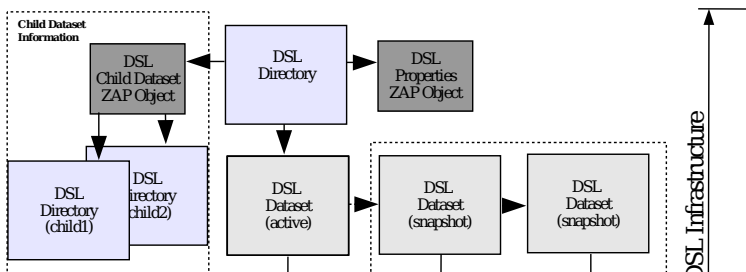 Child Dataset
Information
DSL
Child Dataset
ZAP Object
DSL
Directory
DSL
Properties
ZAP Object
DSL
Directory
(child1)
DSL
irectory
child2)
DSL
Dataset
(active)
DSL
Dataset
(snapshot)
DSL
Dataset
(snapshot)
DSL Infrastructure